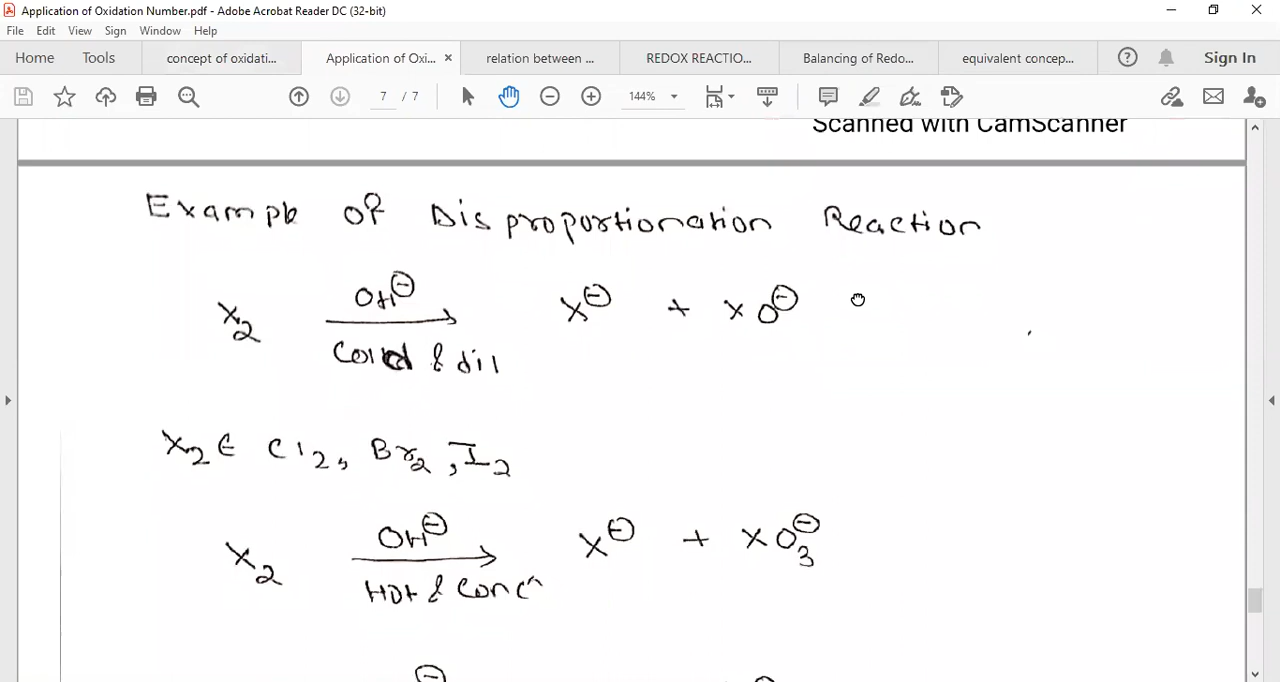 Application of Oxidation Number.pdf - Adobe Acrobat Reader DC (32-bit)
File Edit View Sign Window Help
Home Tools concept of oxidati... Application of Oxi... × relation between ... REDOX REACTIO... Balancing of Redo... equivalent concep... Sign In
7 / 7 144%
Scanned with CamScanner
Example of Disproportionation Reaction
X₂ OH⊖ X⊖ + XO⊖
Cold & dil
X₂ ∈ Cl₂, Br₂, I₂
X₂ OH⊖ X⊖ + XO₃⊖
Hot & Conc